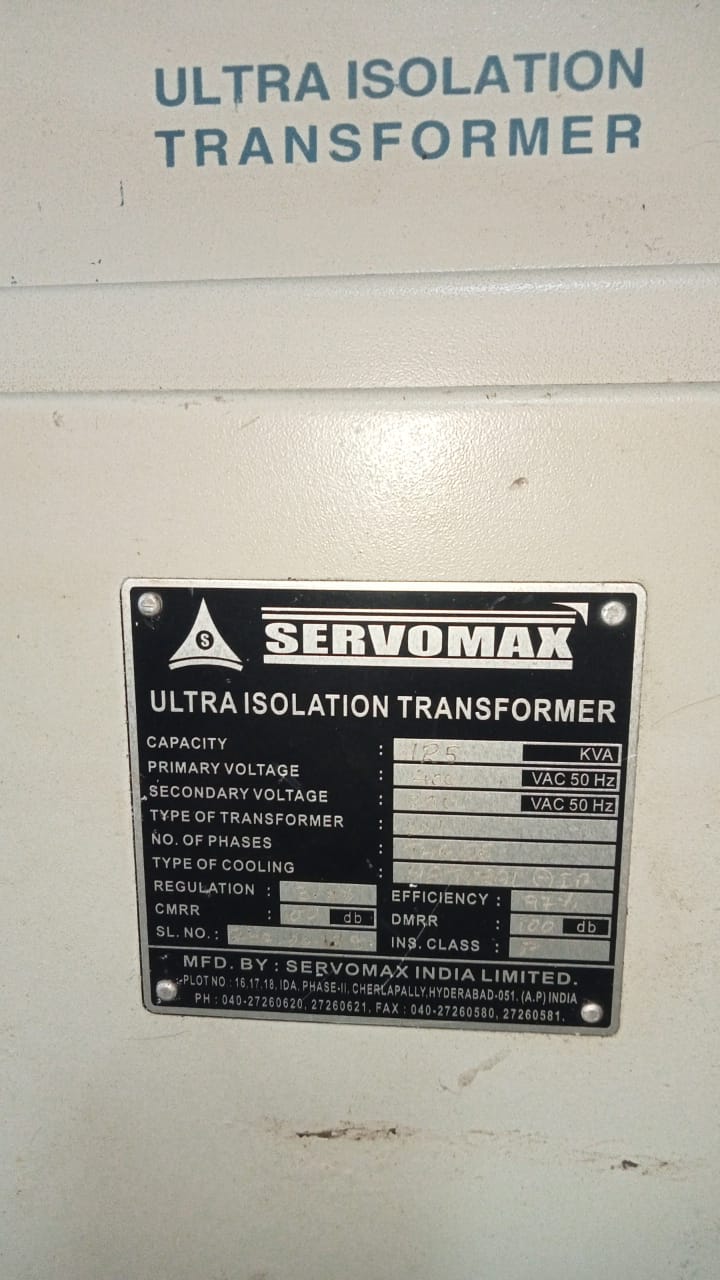 ULTRA ISOLATION
TRANSFORMER
S
SERVOMAX
ULTRA ISOLATION TRANSFORMER
CAPACITY : 125 KVA
PRIMARY VOLTAGE : VAC 50 Hz
SECONDARY VOLTAGE : VAC 50 Hz
TYPE OF TRANSFORMER :
NO. OF PHASES :
TYPE OF COOLING :
REGULATION : EFFICIENCY : 97%
CMRR : 100 db DMRR : 100 db
SL. NO. : INS. CLASS : F
MFD. BY : SERVOMAX INDIA LIMITED.
PLOT NO : 16,17,18, IDA, PHASE-II, CHERLAPALLY, HYDERABAD-051, (A.P) INDIA
PH : 040-27260620, 27260621, FAX : 040-27260580, 27260581.